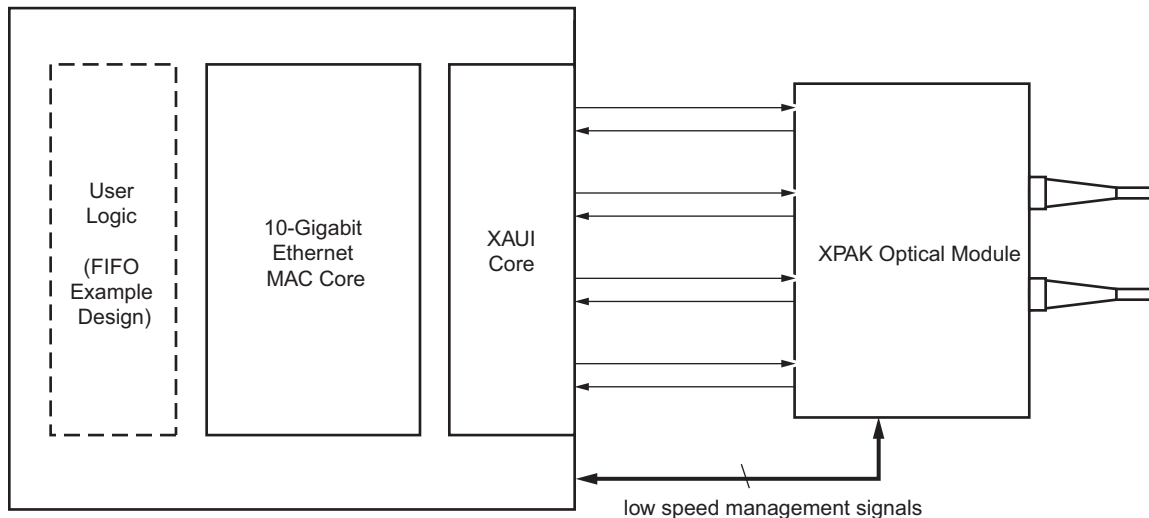 User
Logic
(FIFO
Example
Design)
10-Gigabit
Ethernet
MAC Core
XAUI
Core
XPAK Optical Module
low speed management signals